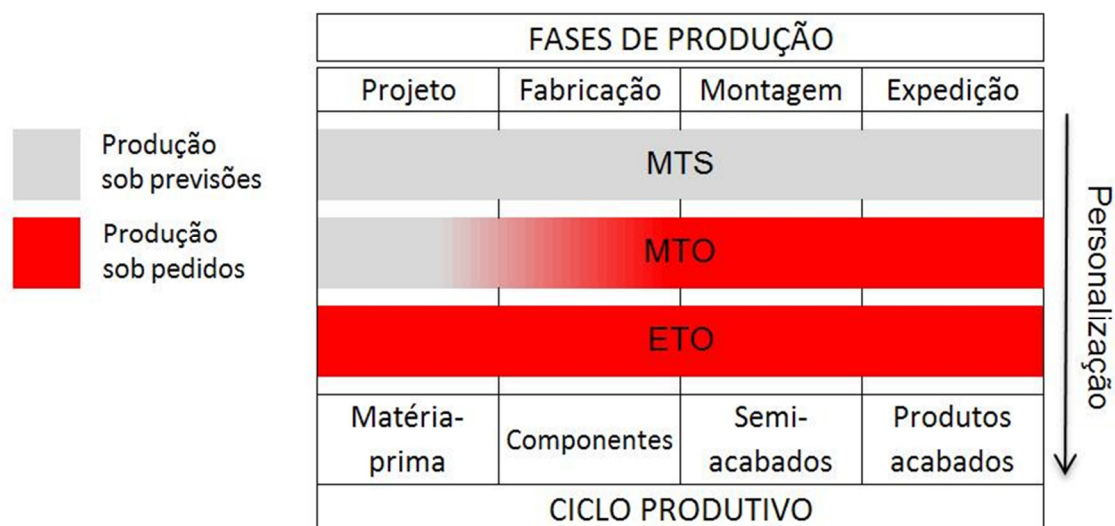 FASES DE PRODUÇÃO
Projeto
Fabricação
Montagem
Expedição
Produção
sob previsões
Produção
sob pedidos
MTS
MTO
ETO
Personalização
Matéria-
prima
Componentes
Semi-
acabados
Produtos
acabados
CICLO PRODUTIVO